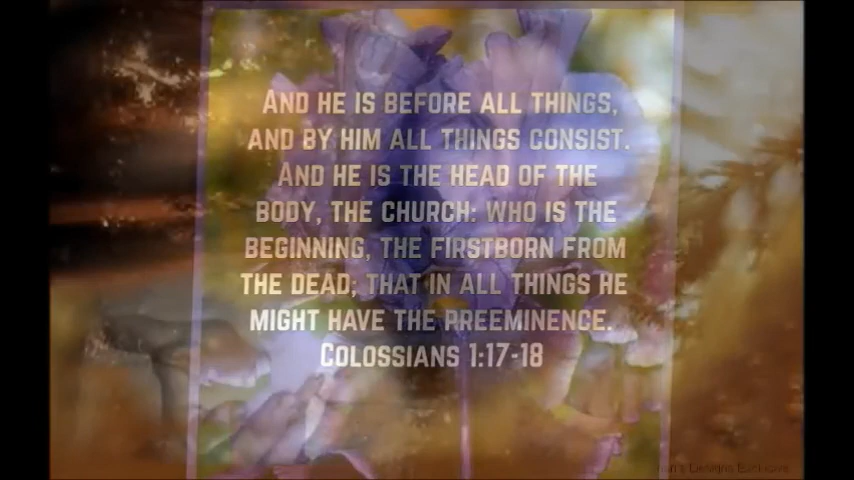 And he is before all things,
and by him all things consist.
And he is the head of the
body, the church: who is the
beginning, the firstborn from
the dead; that in all things he
might have the preeminence.
Colossians 1:17-18